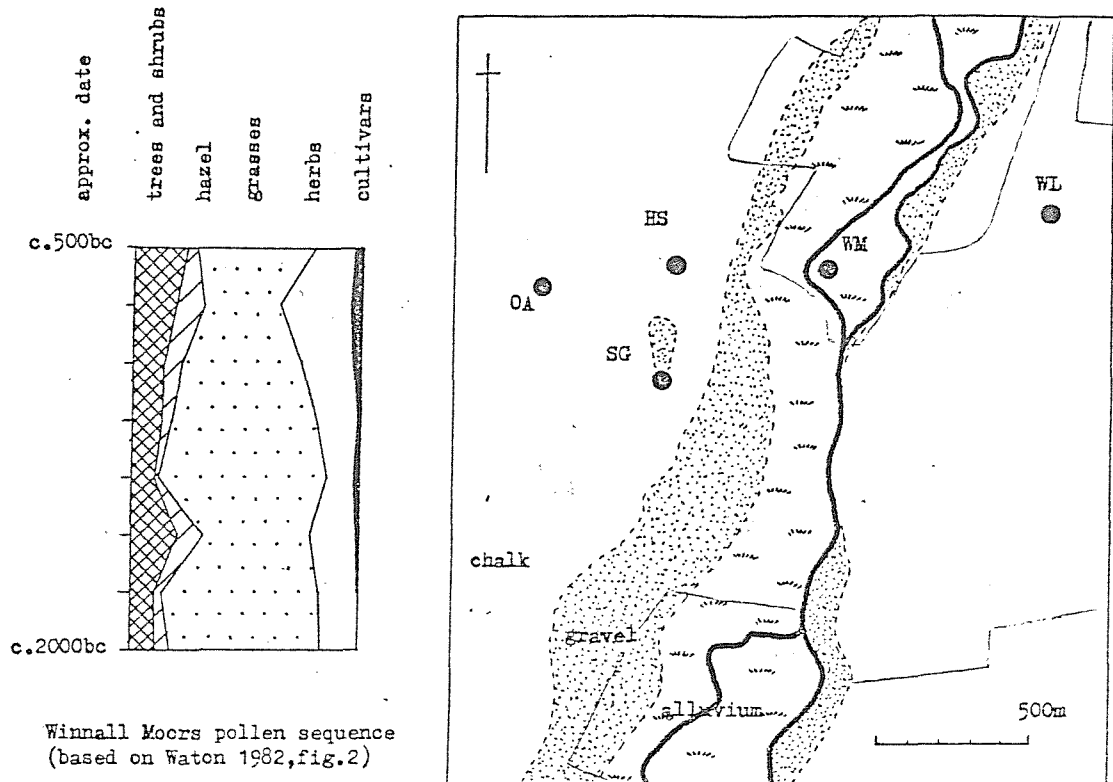 approx. date
trees and shrubs
hazel
grasses
herbs
cultivars
c.500bc
c.2000bc
Winnall Moors pollen sequence
(based on Waton 1982,fig.2)
HS
OA
SG
WM
WL
chalk
gravel
alluvium
500m